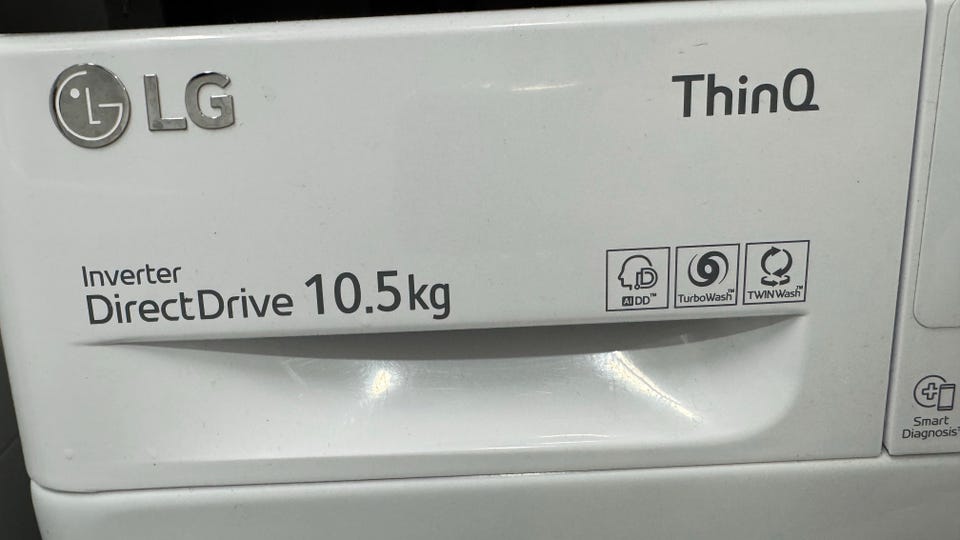 LG
ThinQ
Inverter
DirectDrive 10.5kg
AI DD™
TurboWash™
TWINWash™
Smart
Diagnosis™